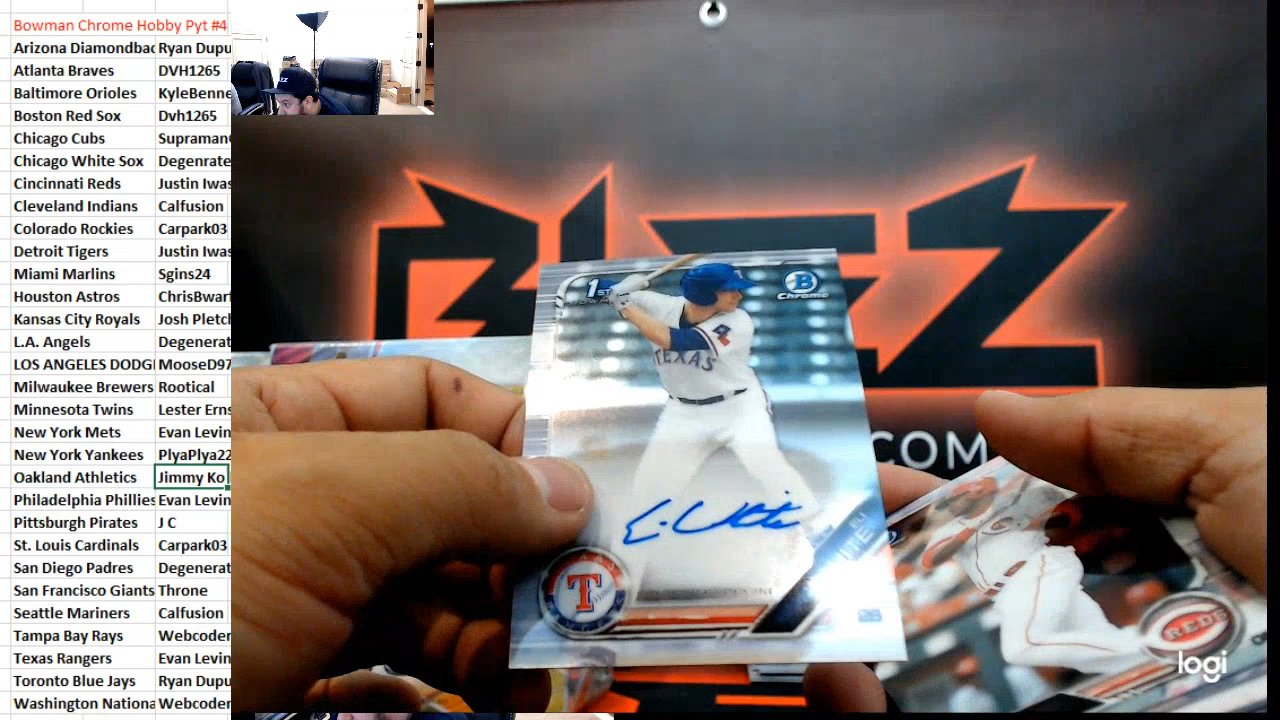 Bowman Chrome Hobby Pyt #4
Arizona Diamondbac Ryan Dupu
Atlanta Braves DVH1265
Baltimore Orioles KyleBenne
Boston Red Sox Dvh1265
Chicago Cubs Supraman
Chicago White Sox Degenrate
Cincinnati Reds Justin Iwas
Cleveland Indians Calfusion
Colorado Rockies Carpark03
Detroit Tigers Justin Iwas
Miami Marlins Sgins24
Houston Astros ChrisBwarf
Kansas City Royals Josh Pletch
L.A. Angels Degenerat
LOS ANGELES DODG MooseD97
Milwaukee Brewers Rootical
Minnesota Twins Lester Erns
New York Mets Evan Levin
New York Yankees PlyaPlya22
Oakland Athletics Jimmy Ko
Philadelphia Phillies Evan Levin
Pittsburgh Pirates J C
St. Louis Cardinals Carpark03
San Diego Padres Degenerat
San Francisco Giants Throne
Seattle Mariners Calfusion
Tampa Bay Rays Webcoder
Texas Rangers Evan Levin
Toronto Blue Jays Ryan Dupu
Washington Nationa Webcoder
BLEZ
.COM
1ST
B
Chrome
TEXAS
T
REDS
logi